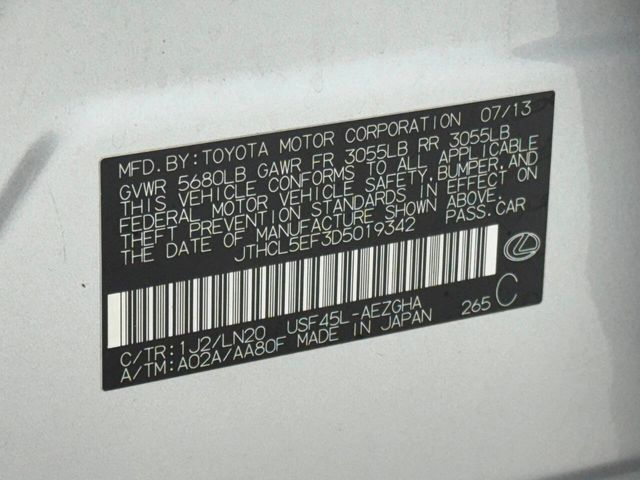 MFD. BY: TOYOTA MOTOR CORPORATION 07/13
GVWR 5680LB GAWR FR 3055LB RR 3055LB
THIS VEHICLE CONFORMS TO ALL APPLICABLE
FEDERAL MOTOR VEHICLE SAFETY, BUMPER, AND
THEFT PREVENTION STANDARDS IN EFFECT ON
DATE OF MANUFACTURE SHOWN ABOVE.
JTHCL5EF3D5019342 PASS. CAR
C/TR: 1J2/LN20 USF45L-AEZGHA 265 C
A/TM: A02A/AA80F MADE IN JAPAN